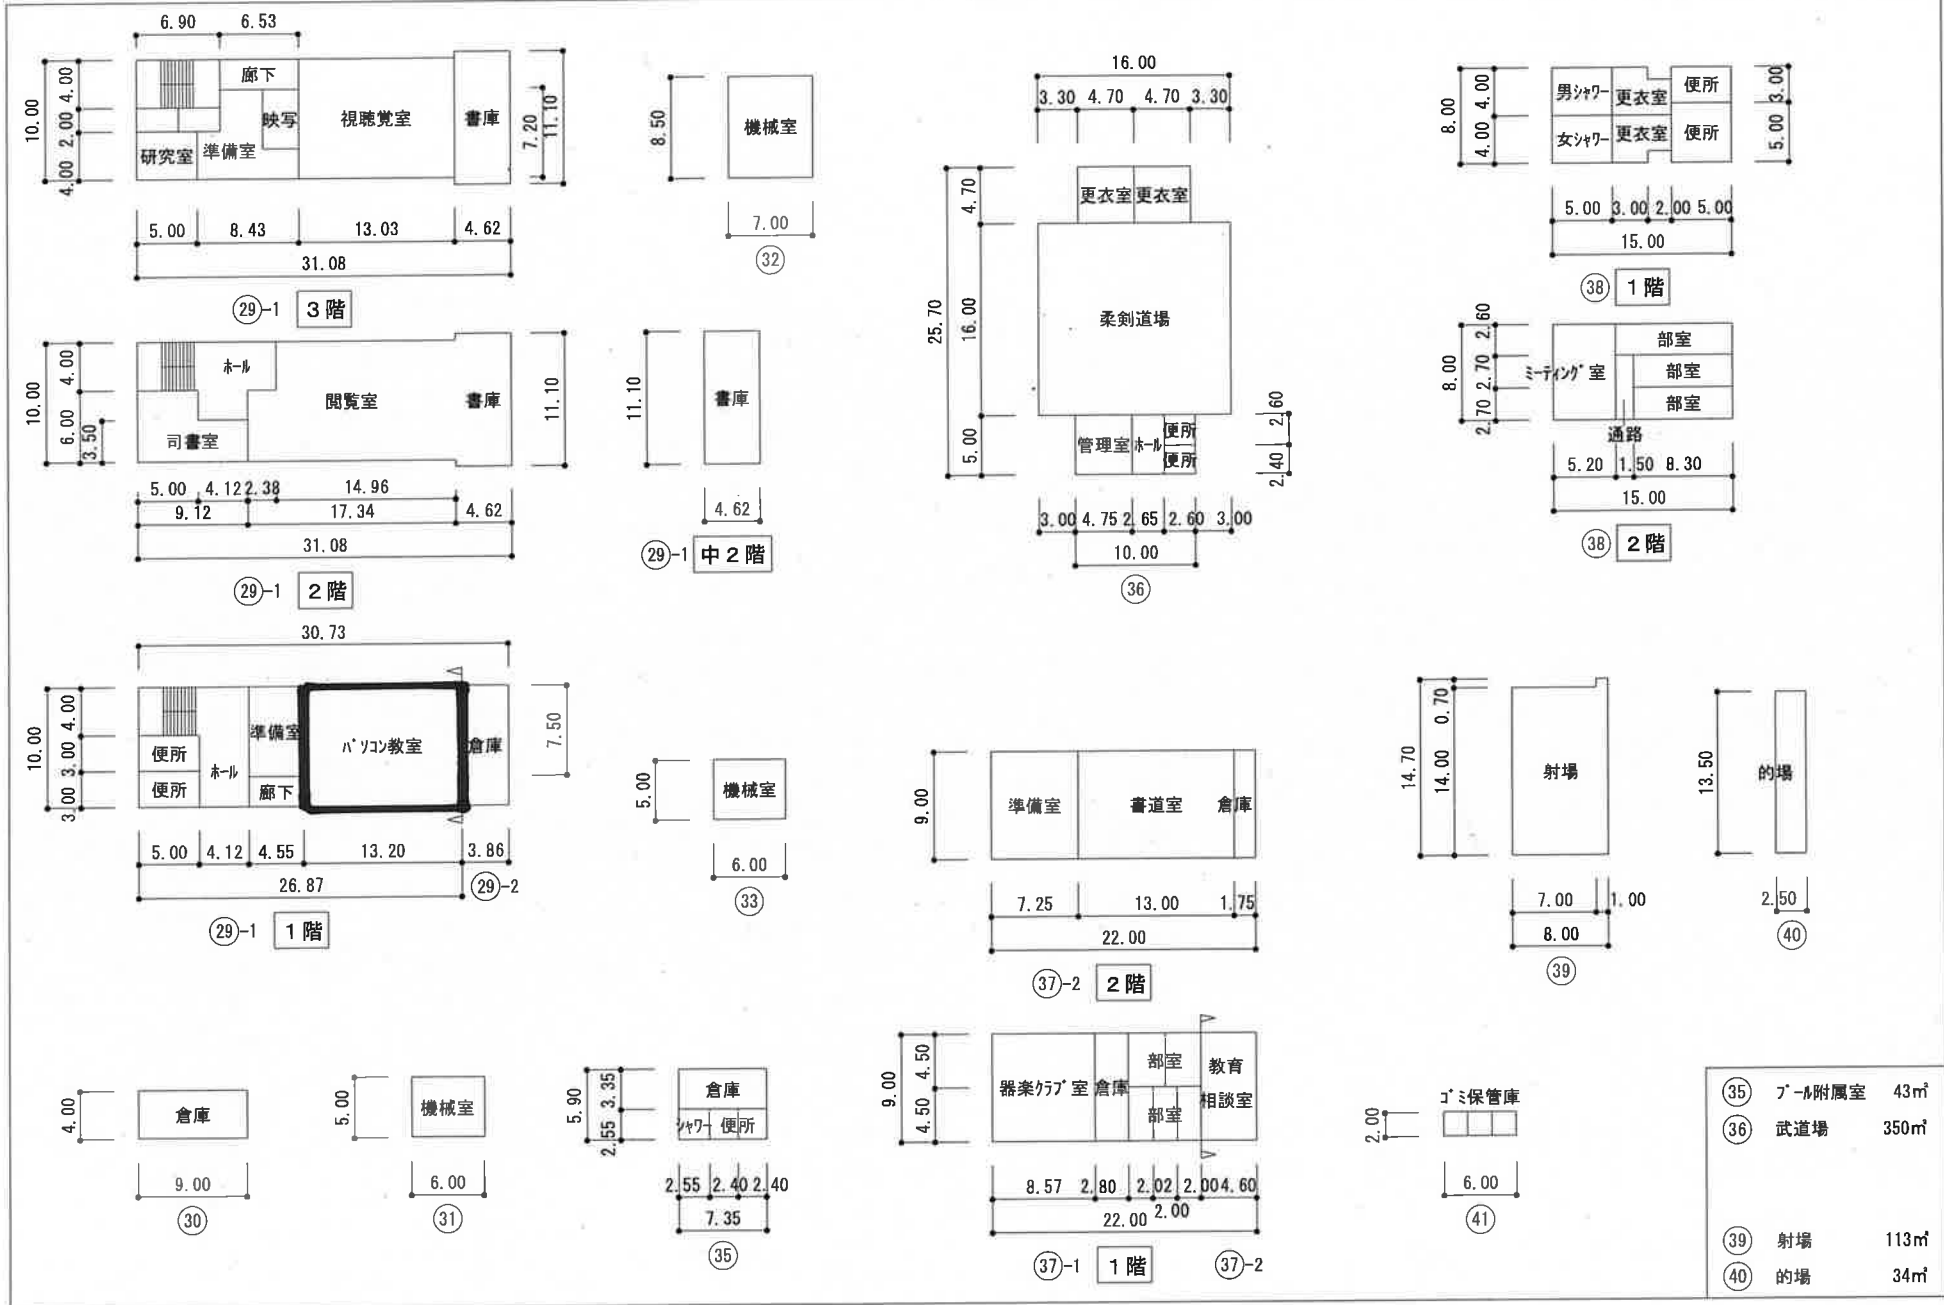 6.90 6.53
10.00
4.00 2.00 4.00
廊下
映写
視聴覚室
書庫
研究室
準備室
7.20
11.10
5.00 8.43 13.03 4.62
31.08
29-1 3階
8.50
機械室
7.00
32
16.00
3.30 4.70 4.70 3.30
25.70
4.70
16.00
5.00
更衣室 更衣室
柔剣道場
管理室 ホール 便所
便所
2.60
2.40
3.00 4.75 2.65 2.60 3.00
10.00
36
8.00
4.00 4.00
男シャワー 更衣室 便所
女シャワー 更衣室 便所
3.00
5.00
5.00 3.00 2.00 5.00
15.00
38 1階
8.00
2.60
2.70
2.70
ミーティング室
部室
部室
部室
通路
5.20 1.50 8.30
15.00
38 2階
10.00
4.00
6.00
3.50
ホール
閲覧室
書庫
司書室
11.10
5.00 4.12 2.38 14.96
9.12 17.34 4.62
31.08
29-1 2階
11.10
書庫
4.62
29-1 中2階
30.73
10.00
4.00
3.00
3.00
準備室
パソコン教室
倉庫
便所
ホール
便所
廊下
7.50
5.00 4.12 4.55 13.20 3.86
26.87
29-2
29-1 1階
5.00
機械室
6.00
33
9.00
準備室 書道室 倉庫
7.25 13.00 1.75
22.00
37-2 2階
14.70
0.70
14.00
射場
7.00 1.00
8.00
39
13.50
的場
2.50
40
4.00
倉庫
9.00
30
5.00
機械室
6.00
31
5.90
3.35
2.55
倉庫
シャワー 便所
2.55 2.40 2.40
7.35
35
9.00
4.50
4.50
器楽クラブ室 倉庫
部室
部室
教育
相談室
8.57 2.80 2.02 2.00 4.60
2.00
22.00
37-1 1階 37-2
ゴミ保管庫
2.00
6.00
41
35 プール附属室 43㎡
36 武道場 350㎡
39 射場 113㎡
40 的場 34㎡